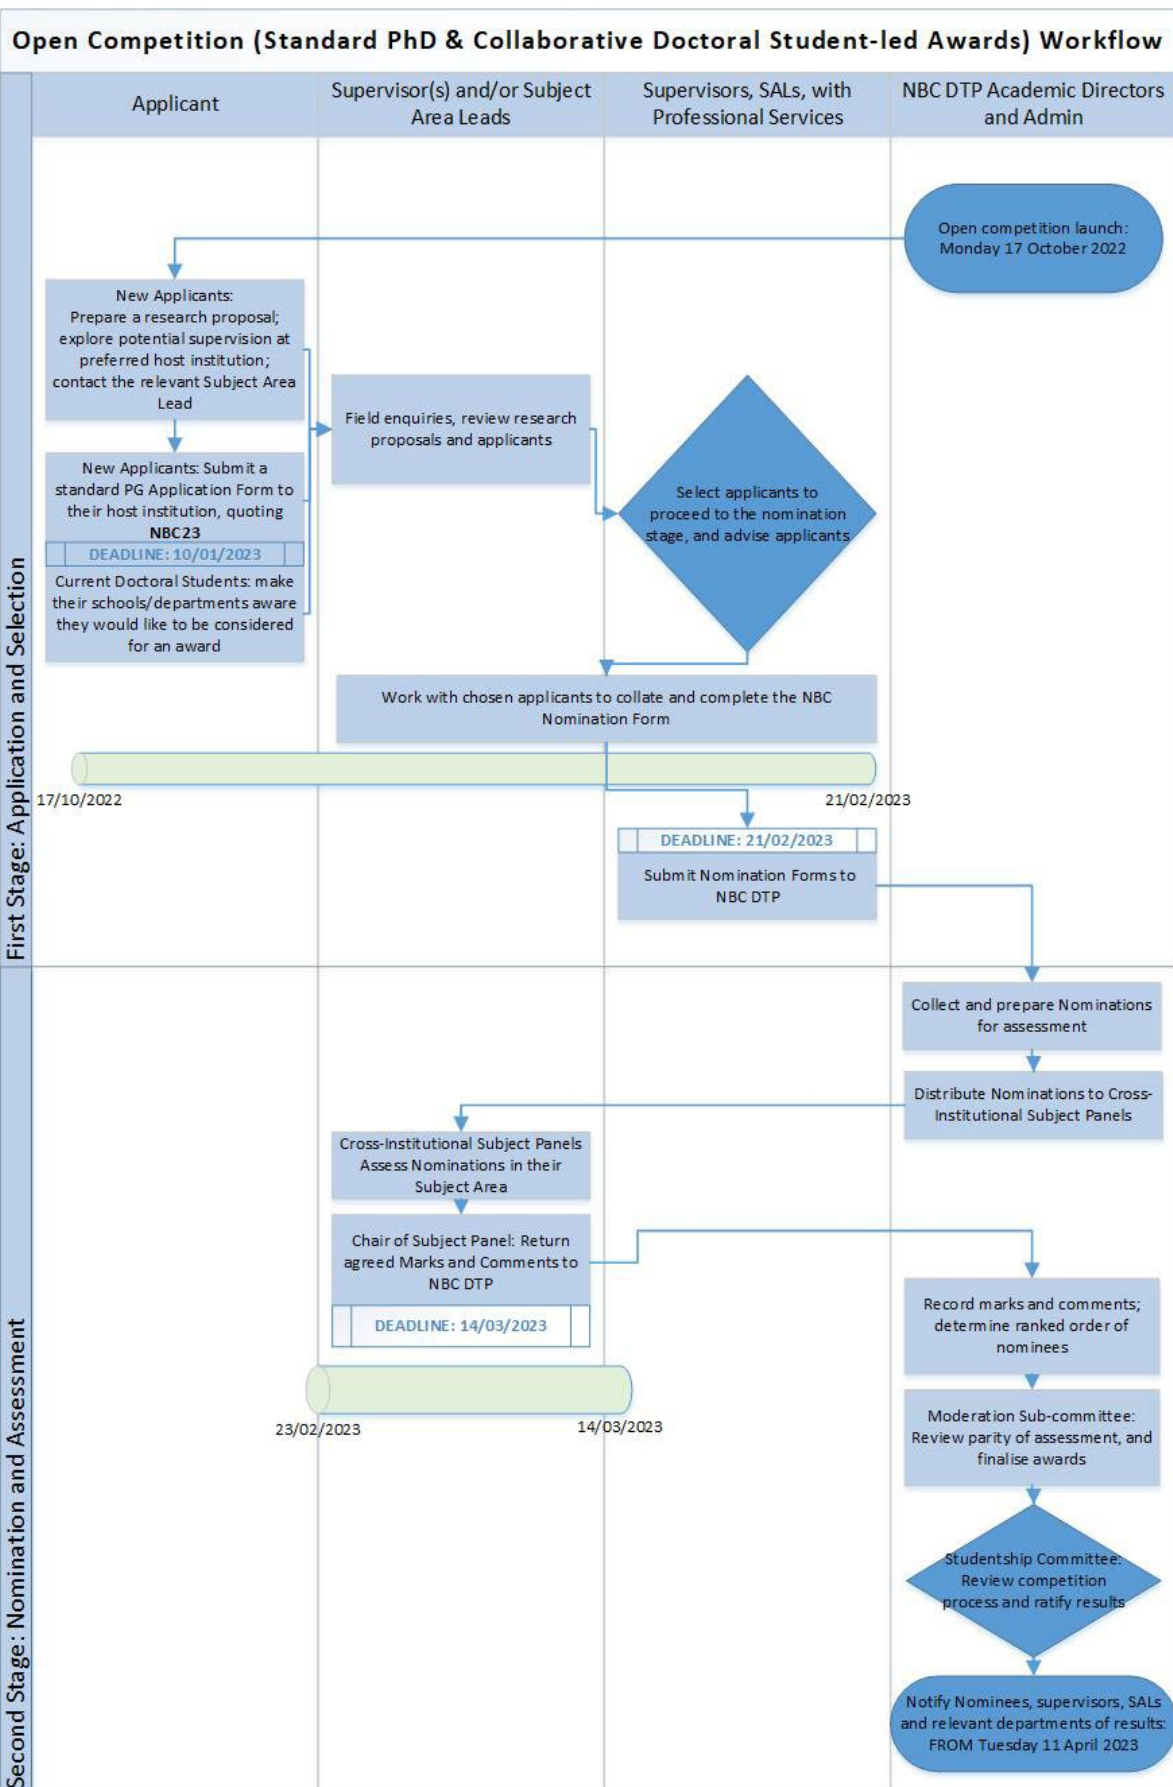 Open Competition (Standard PhD & Collaborative Doctoral Student-led Awards) Workflow
Applicant
Supervisor(s) and/or Subject
Area Leads
Supervisors, SALs, with
Professional Services
NBC DTP Academic Directors
and Admin
First Stage: Application and Selection
Open competition launch:
Monday 17 October 2022
New Applicants:
Prepare a research proposal;
explore potential supervision at
preferred host institution;
contact the relevant Subject Area
Lead
New Applicants: Submit a
standard PG Application Form to
their host institution, quoting
NBC23
DEADLINE: 10/01/2023
Current Doctoral Students: make
their schools/departments aware
they would like to be considered
for an award
Field enquiries, review research
proposals and applicants
Select applicants to
proceed to the nomination
stage, and advise applicants
Work with chosen applicants to collate and complete the NBC
Nomination Form
17/10/2022
21/02/2023
DEADLINE: 21/02/2023
Submit Nomination Forms to
NBC DTP
Second Stage: Nomination and Assessment
Collect and prepare Nominations
for assessment
Distribute Nominations to Cross-
Institutional Subject Panels
Cross-Institutional Subject Panels
Assess Nominations in their
Subject Area
Chair of Subject Panel: Return
agreed Marks and Comments to
NBC DTP
DEADLINE: 14/03/2023
23/02/2023
14/03/2023
Record marks and comments;
determine ranked order of
nominees
Moderation Sub-committee:
Review parity of assessment, and
finalise awards
Studentship Committee:
Review competition
process and ratify results
Notify Nominees, supervisors, SALs
and relevant departments of results:
FROM Tuesday 11 April 2023